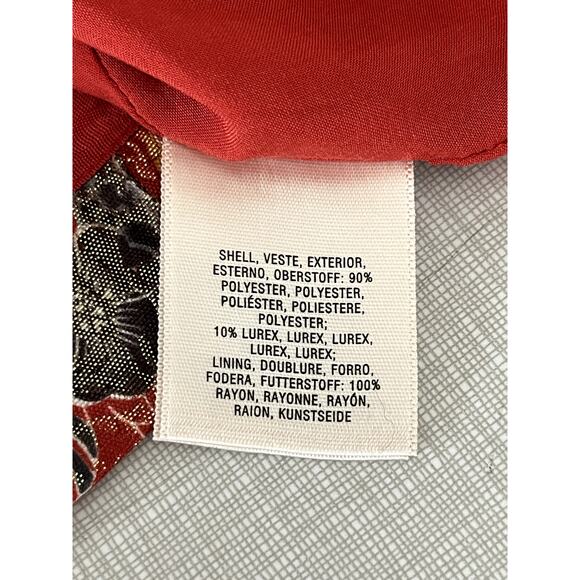 SHELL, VESTE, EXTERIOR,
ESTERNO, OBERSTOFF: 90%
POLYESTER, POLYESTER,
POLIÉSTER, POLIESTERE,
POLYESTER;
10% LUREX, LUREX, LUREX,
LUREX, LUREX;
LINING, DOUBLURE, FORRO,
FODERA, FUTTERSTOFF: 100%
RAYON, RAYONNE, RAYÓN,
RAION, KUNSTSEIDE